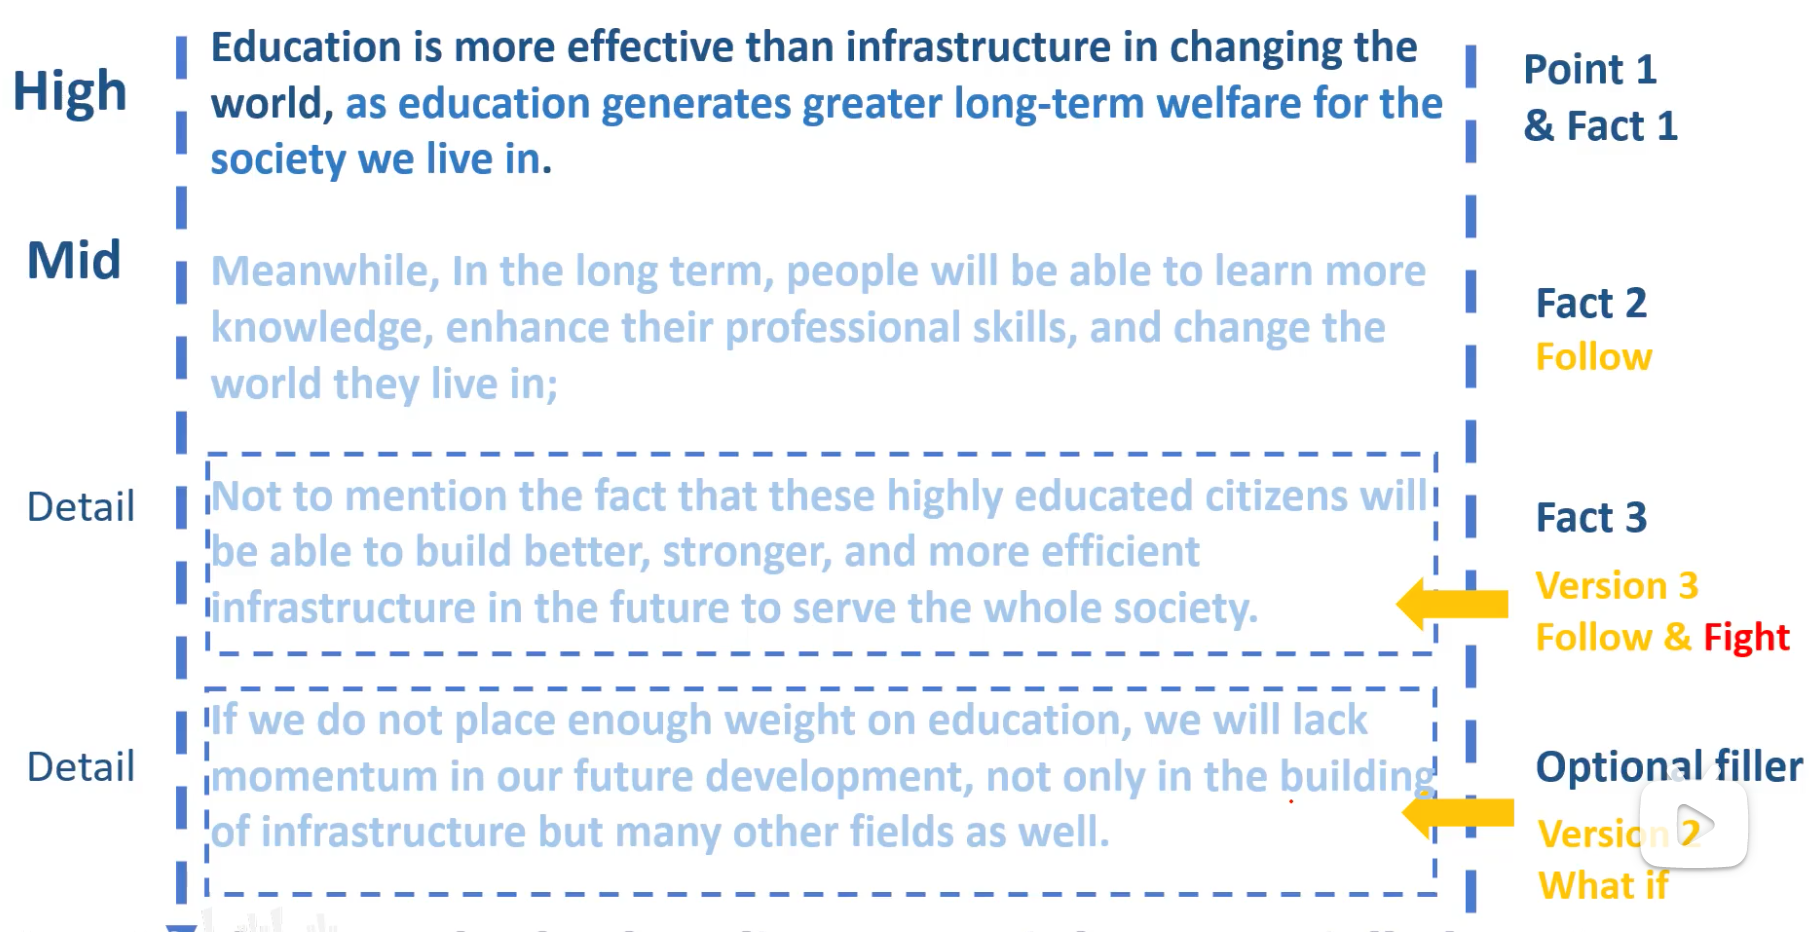 High
Education is more effective than infrastructure in changing the
world, as education generates greater long-term welfare for the
society we live in.
Point 1
& Fact 1
Mid
Meanwhile, In the long term, people will be able to learn more
knowledge, enhance their professional skills, and change the
world they live in;
Fact 2
Follow
Detail
Not to mention the fact that these highly educated citizens will
be able to build better, stronger, and more efficient
infrastructure in the future to serve the whole society.
Fact 3
Version 3
Follow & Fight
Detail
If we do not place enough weight on education, we will lack
momentum in our future development, not only in the building
of infrastructure but many other fields as well.
Optional filler
Version 2
What if